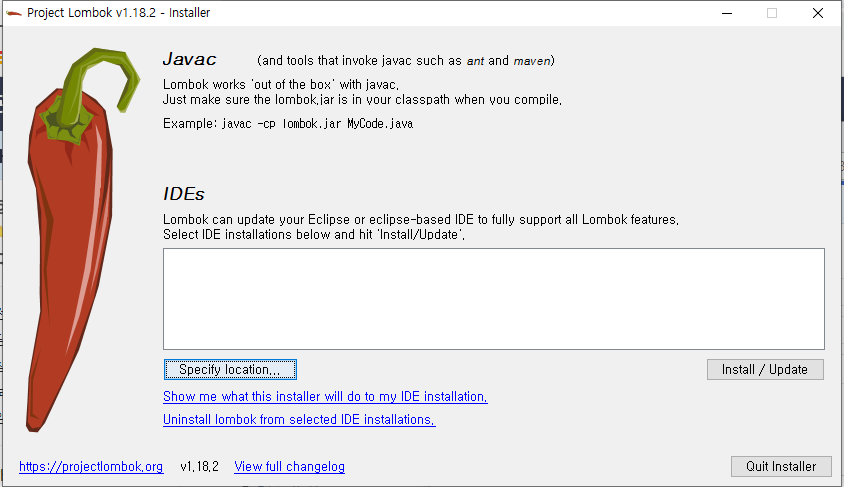 Project Lombok v1.18.2 - Installer
Javac (and tools that invoke javac such as ant and maven)
Lombok works 'out of the box' with javac.
Just make sure the lombok.jar is in your classpath when you compile.
Example: javac -cp lombok.jar MyCode.java
IDEs
Lombok can update your Eclipse or eclipse-based IDE to fully support all Lombok features.
Select IDE installations below and hit 'Install/Update'.
Specify location...
Install / Update
Show me what this installer will do to my IDE installation.
Uninstall lombok from selected IDE installations.
https://projectlombok.org v1.18.2 View full changelog
Quit Installer